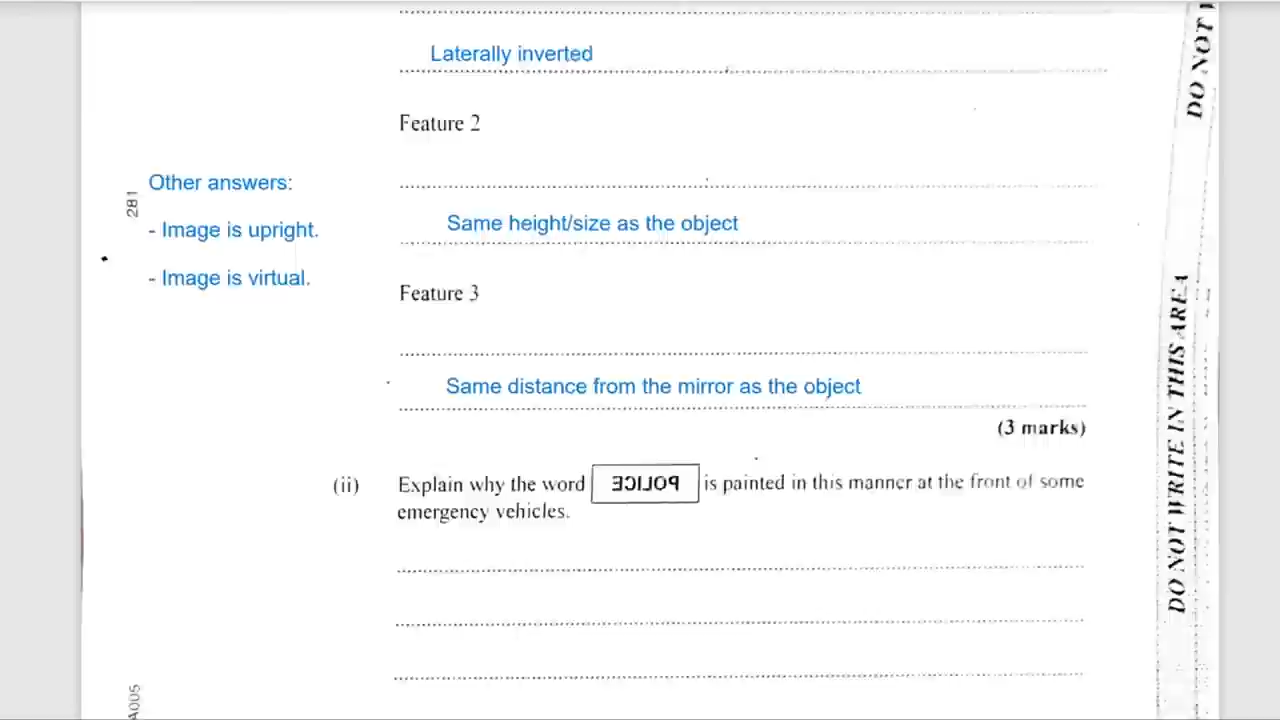 Laterally inverted
Feature 2
Other answers:
- Image is upright.
- Image is virtual.
Same height/size as the object
Feature 3
Same distance from the mirror as the object
(3 marks)
(ii) Explain why the word POLICE is painted in this manner at the front of some
emergency vehicles.
281
A005
DO NOT
DO NOT WRITE IN THIS AREA